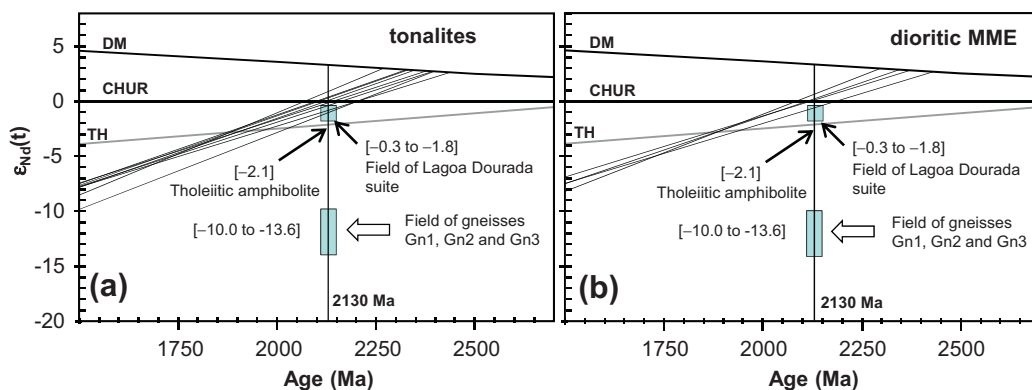 tonalites
DM
CHUR
TH
[−0.3 to −1.8]
Field of Lagoa Dourada
suite
[−2.1]
Tholeiitic amphibolite
[−10.0 to -13.6]
Field of gneisses
Gn1, Gn2 and Gn3
(a)
2130 Ma
5
0
-5
-10
-15
-20
εNd(t)
1750
2000
2250
2500
Age (Ma)
dioritic MME
DM
CHUR
TH
[−0.3 to −1.8]
Field of Lagoa Dourada
suite
[−2.1]
Tholeiitic amphibolite
[−10.0 to -13.6]
Field of gneisses
Gn1, Gn2 and Gn3
(b)
2130 Ma
1750
2000
2250
2500
Age (Ma)